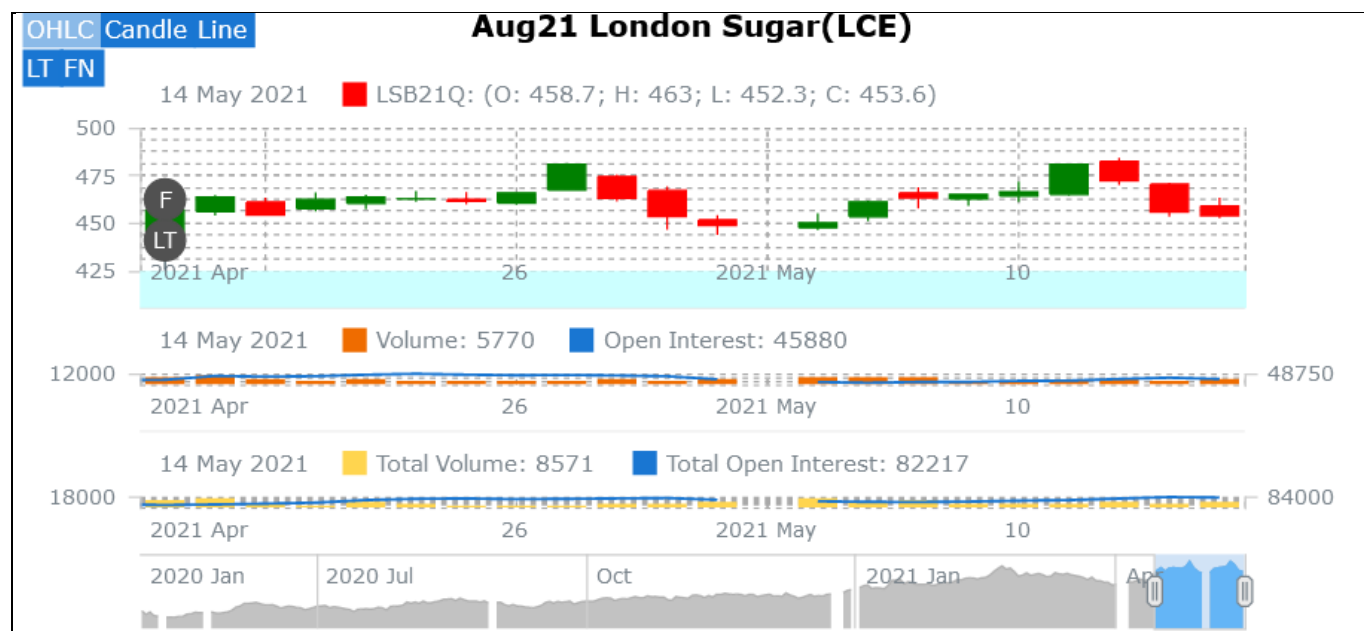 OHLC Candle Line
Aug21 London Sugar(LCE)
LT FN
14 May 2021 LSB21Q: (O: 458.7; H: 463; L: 452.3; C: 453.6)
500
475
F
450
LT
425
2021 Apr 26 2021 May 10
14 May 2021 Volume: 5770 Open Interest: 45880
12000 48750
2021 Apr 26 2021 May 10
14 May 2021 Total Volume: 8571 Total Open Interest: 82217
18000 84000
2021 Apr 26 2021 May 10
2020 Jan 2020 Jul Oct 2021 Jan Apr